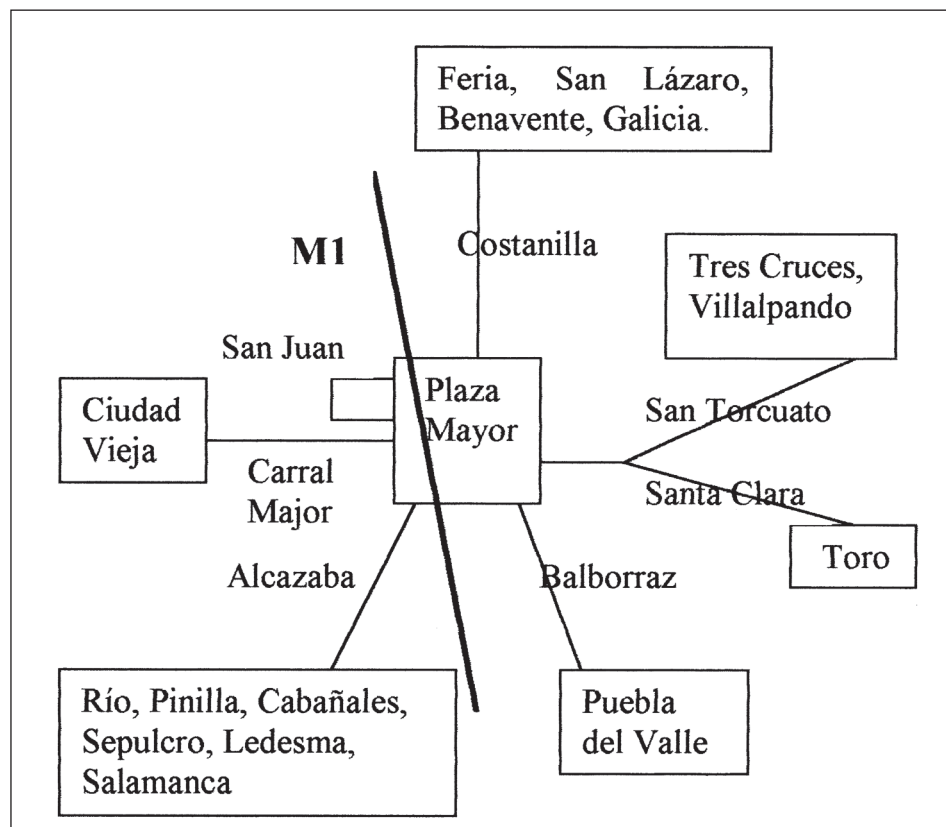 Feria, San Lázaro,
Benavente, Galicia.
M1
Costanilla
Tres Cruces,
Villalpando
San Juan
Plaza
Mayor
Ciudad
Vieja
San Torcuato
Carral
Major
Santa Clara
Toro
Alcazaba
Balborraz
Río, Pinilla, Cabañales,
Sepulcro, Ledesma,
Salamanca
Puebla
del Valle